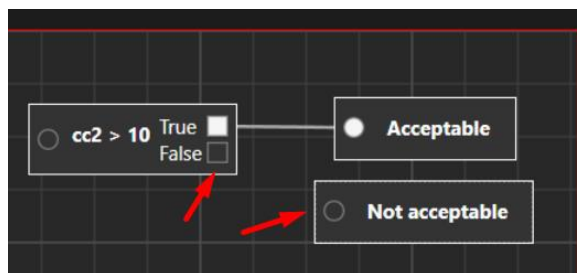 cc2 > 10
True
False
Acceptable
Not acceptable